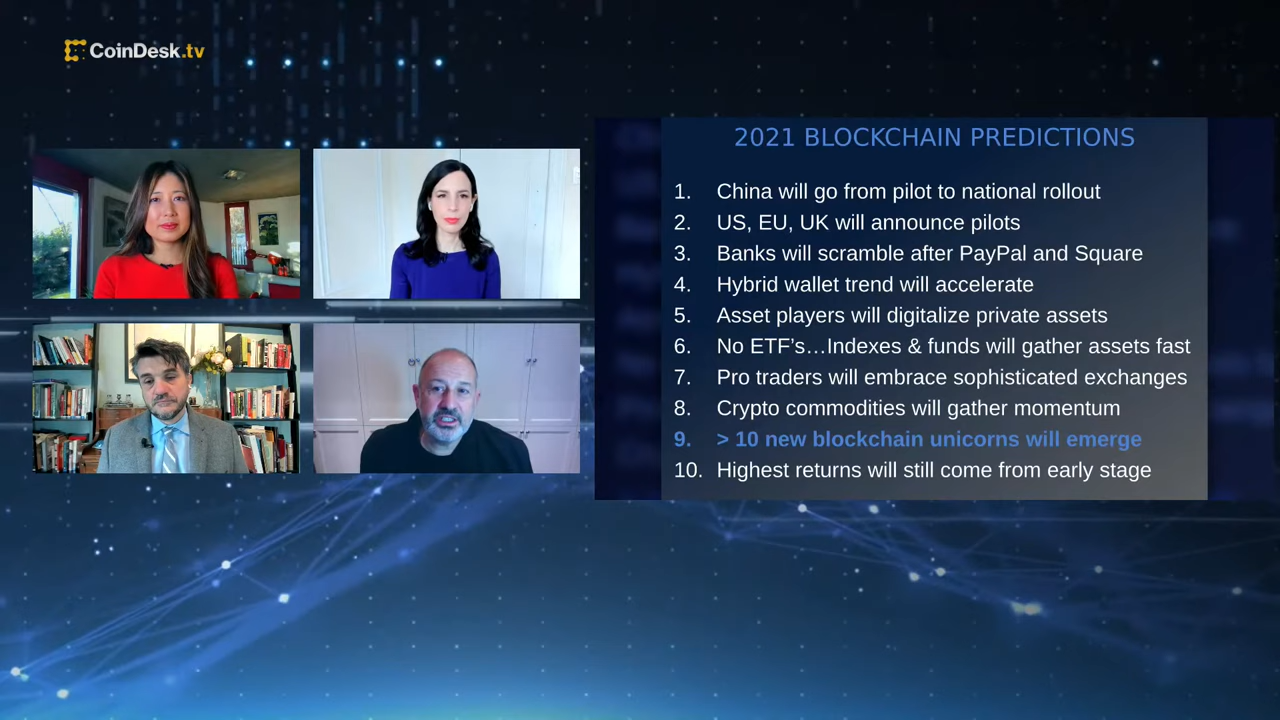 CoinDesk.tv
2021 BLOCKCHAIN PREDICTIONS
1. China will go from pilot to national rollout
2. US, EU, UK will announce pilots
3. Banks will scramble after PayPal and Square
4. Hybrid wallet trend will accelerate
5. Asset players will digitalize private assets
6. No ETF's…Indexes & funds will gather assets fast
7. Pro traders will embrace sophisticated exchanges
8. Crypto commodities will gather momentum
9. > 10 new blockchain unicorns will emerge
10. Highest returns will still come from early stage